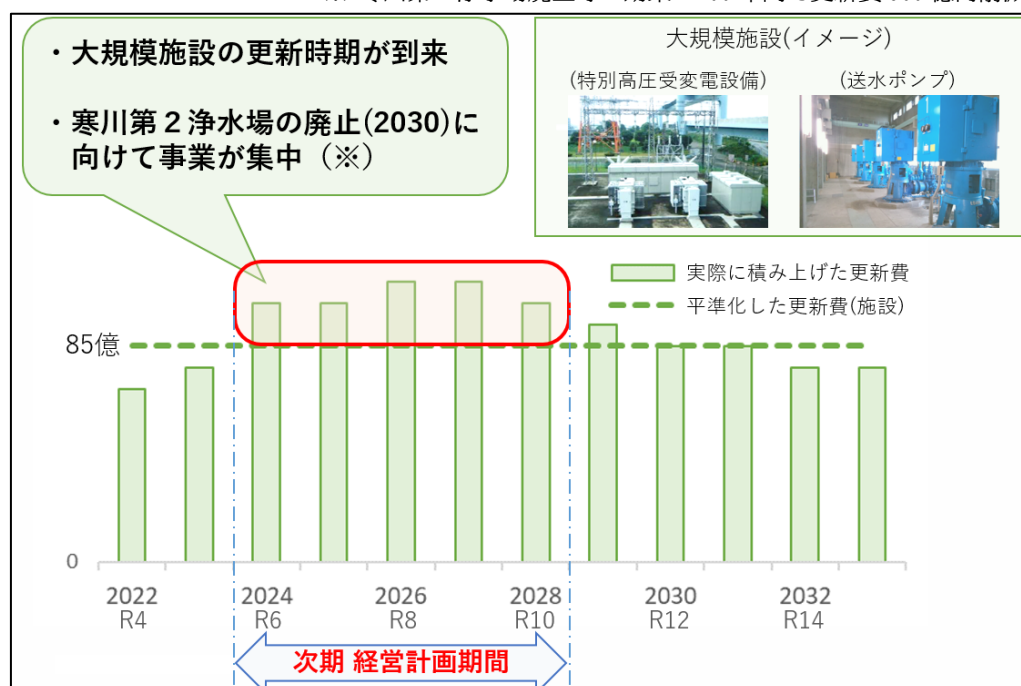 ・大規模施設の更新時期が到来
・寒川第２浄水場の廃止(2030)に
向けて事業が集中（※）
大規模施設(イメージ)
(特別高圧受変電設備)
(送水ポンプ)
実際に積み上げた更新費
平準化した更新費(施設)
85億
0
2022 2024 2026 2028 2030 2032
R4 R6 R8 R10 R12 R14
次期 経営計画期間